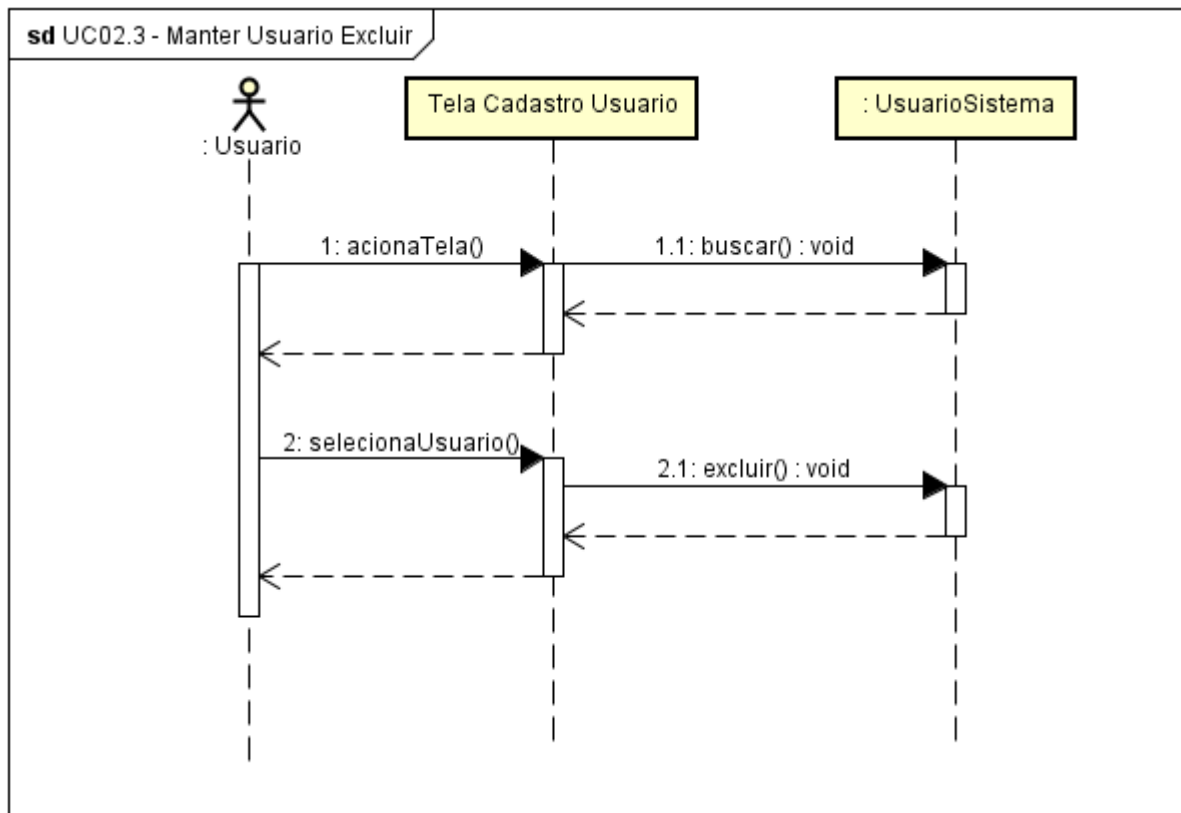 sd UC02.3 - Manter Usuario Excluir
: Usuario
Tela Cadastro Usuario
: UsuarioSistema
1: acionaTela()
1.1: buscar() : void
2: selecionaUsuario()
2.1: excluir() : void